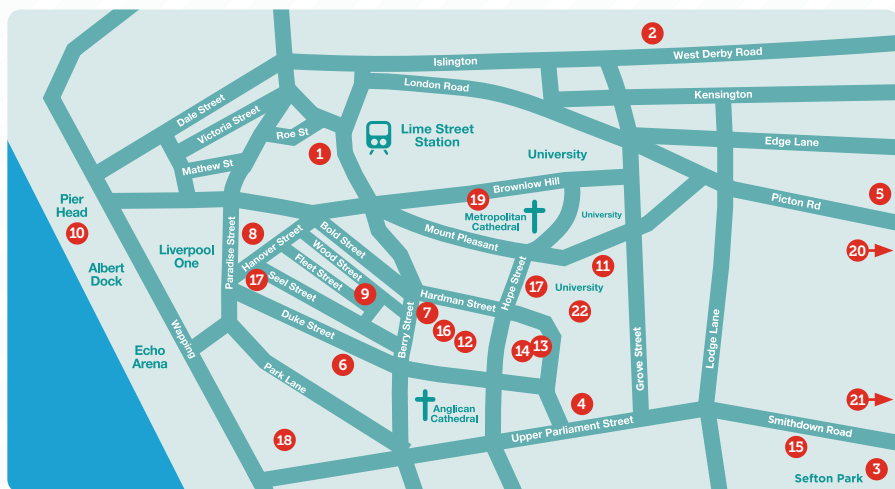 2
Islington
West Derby Road
London Road
Kensington
Dale Street
Victoria Street
Roe St
Lime Street
Station
Edge Lane
University
1
Mathew St
Brownlow Hill
19
Picton Rd
5
Pier
Head
10
Metropolitan
Cathedral
University
Mount Pleasant
8
Liverpool
One
Paradise Street
Hanover Street
Bold Street
Wood Street
Fleet Street
Seel Street
17
9
Albert
Dock
20
11
Hope Street
17
University
22
Hardman Street
7
16
12
Berry Street
Duke Street
14
13
Wapping
Echo
Arena
6
Park Lane
Grove Street
Lodge Lane
21
4
Anglican
Cathedral
Upper Parliament Street
18
Smithdown Road
15
3
Sefton Park